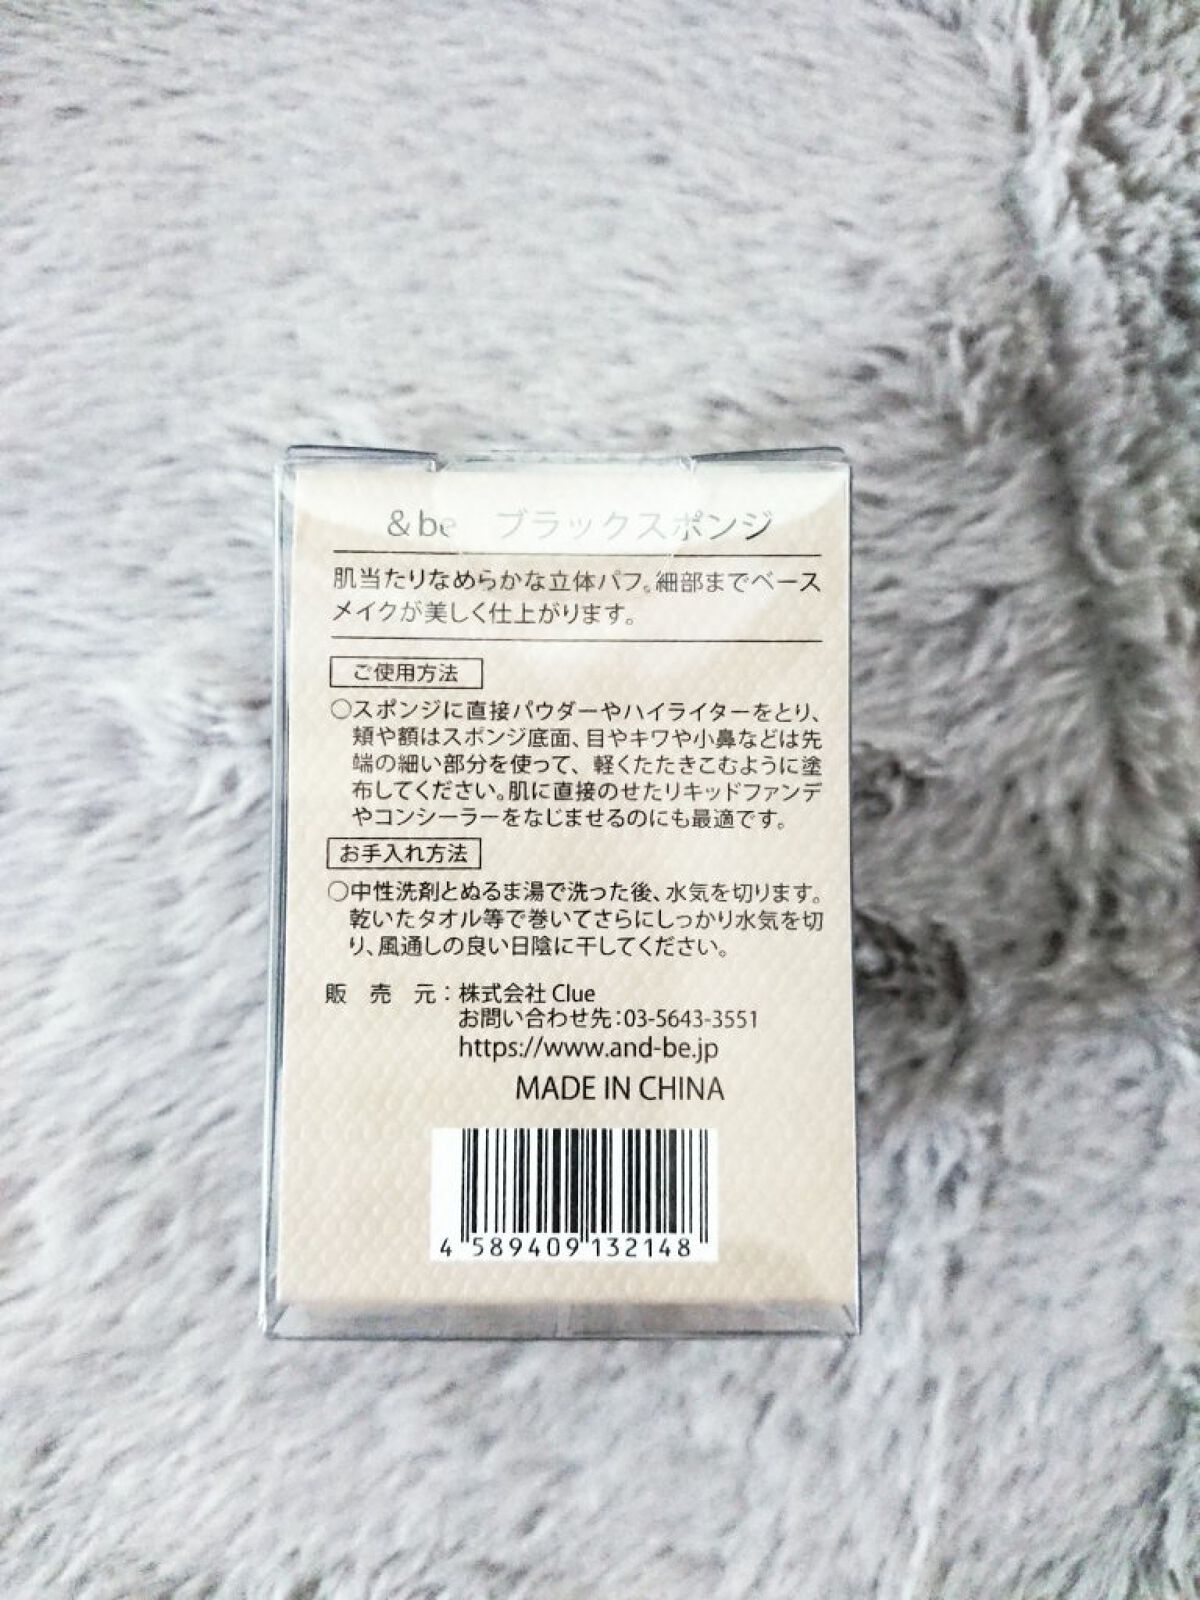 &be ブラックスポンジ
肌当たりなめらかな立体パフ。細部までベース
メイクが美しく仕上がります。
ご使用方法
○スポンジに直接パウダーやハイライターをとり、
頬や額はスポンジ底面、目やキワや小鼻などは先
端の細い部分を使って、軽くたたきこむように塗
布してください。肌に直接のせたリキッドファンデ
やコンシーラーをなじませるのにも最適です。
お手入れ方法
○中性洗剤とぬるま湯で洗った後、水気を切ります。
乾いたタオル等で巻いてさらにしっかり水気を切
り、風通しの良い日陰に干してください。
販 売 元：株式会社 Clue
お問い合わせ先：03-5643-3551
https://www.and-be.jp
MADE IN CHINA
4 589409 132148